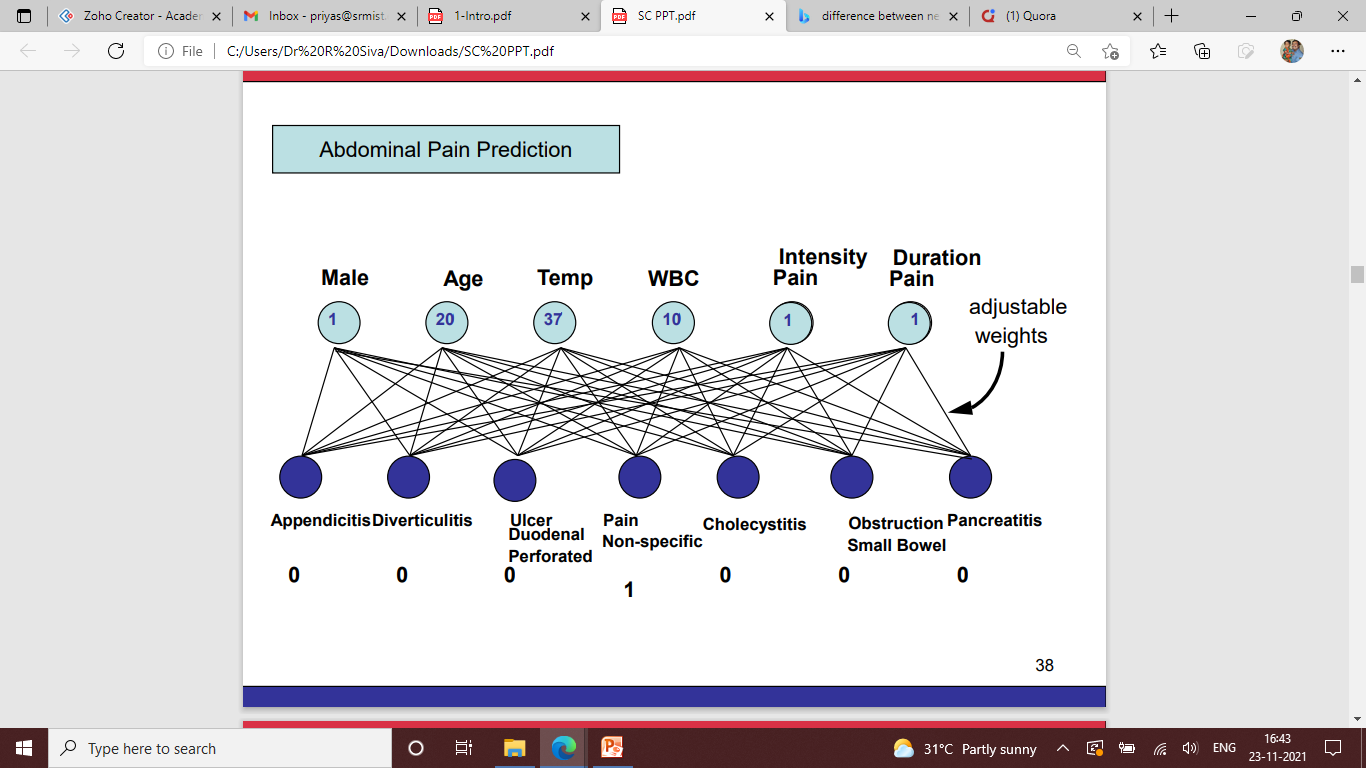 Zoho Creator - Acader
Inbox - priyas@srmist.
1-Intro.pdf
SC PPT.pdf
difference between ne
(1) Quora
File
C:/Users/Dr%20R%20Siva/Downloads/SC%20PPT.pdf
Abdominal Pain Prediction
Intensity Duration
Male Age Temp WBC Pain Pain
adjustable
weights
1 20 37 10 1 1
Appendicitis Diverticulitis Ulcer Pain Cholecystitis Obstruction Pancreatitis
Duodenal Non-specific Small Bowel
Perforated
0 0 0 1 0 0 0
38
Type here to search
31°C Partly sunny
ENG
16:43
23-11-2021